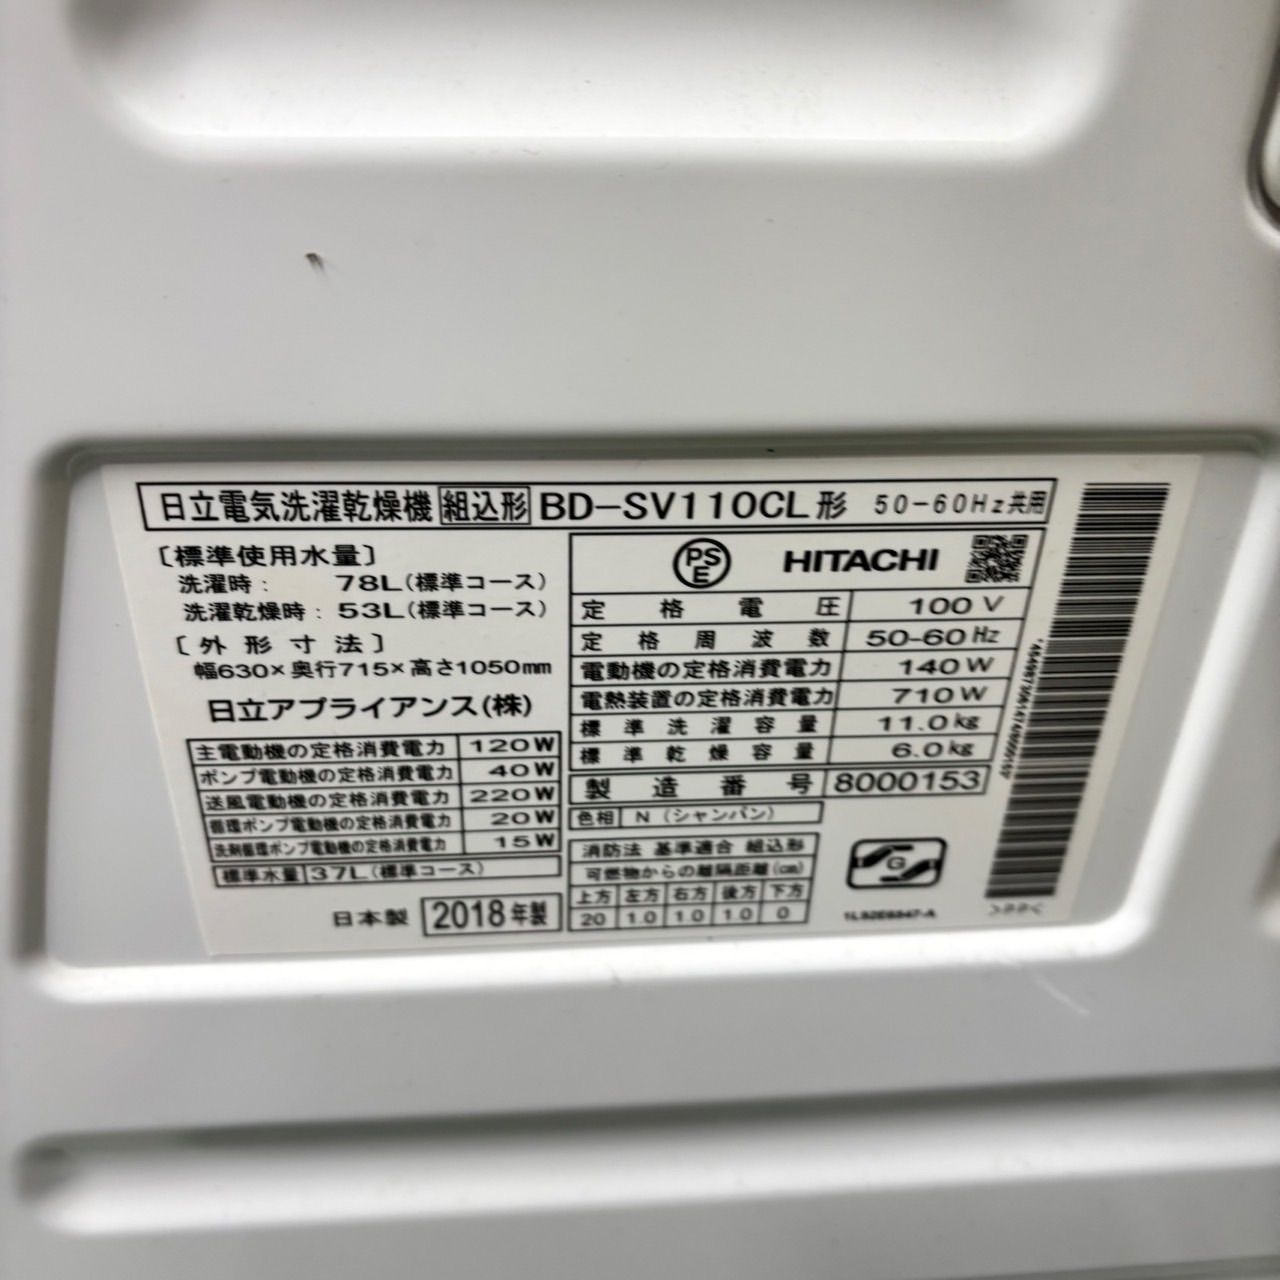 日立電気洗濯乾燥機 組込形 BD-SV110CL形 50-60Hz共用
［標準使用水量］
洗濯時： 78L(標準コース)
洗濯乾燥時： 53L(標準コース)
［外形寸法］
幅630×奥行715×高さ1050mm
日立アプライアンス(株)
主電動機の定格消費電力 120W
ポンプ電動機の定格消費電力 40W
送風電動機の定格消費電力 220W
循環ポンプ電動機の定格消費電力 20W
洗剤循環ポンプ電動機の定格消費電力 15W
標準水量 37L(標準コース)
日本製 2018年製
PSE HITACHI
定格電圧 100V
定格周波数 50-60Hz
電動機の定格消費電力 140W
電熱装置の定格消費電力 710W
標準洗濯容量 11.0kg
標準乾燥容量 6.0kg
製造番号 8000153
色相 N (シャンパン)
消防法 基準適合 組込形
可燃物からの離隔距離(cm)
上方 左方 右方 後方 下方
20 1.0 1.0 1.0 0
G